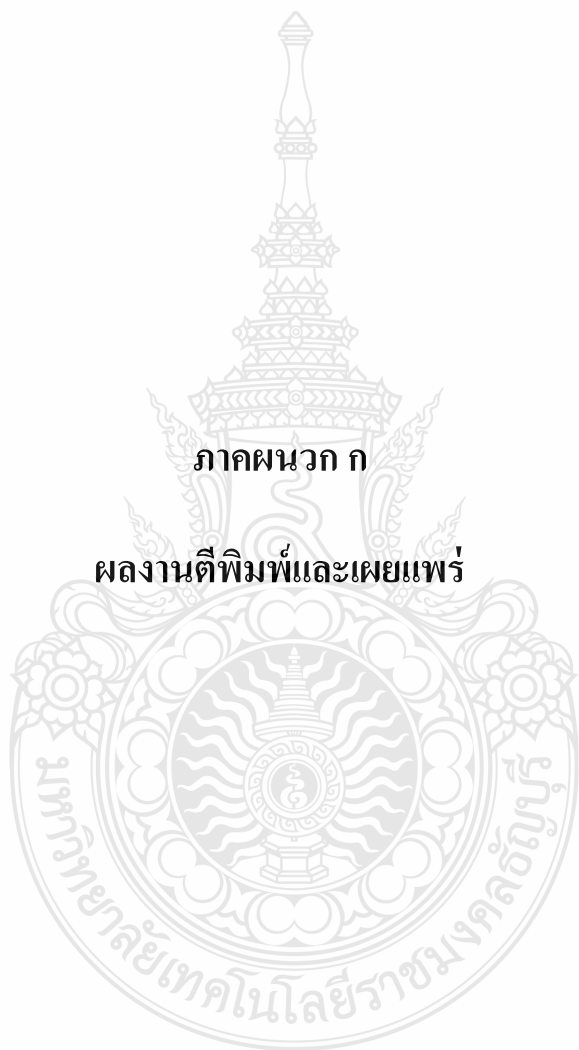 ภาคผนวก ก
ผลงานตีพิมพ์และเผยแพร่
มหาวิทยาลัยเทคโนโลยีราชมงคลธัญบุรี